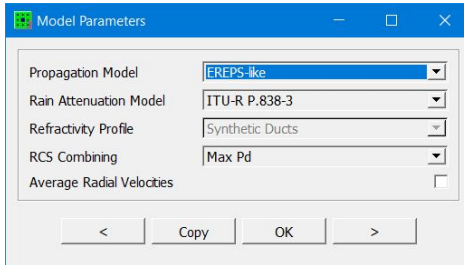 Model Parameters
Propagation Model EREPS-like
Rain Attenuation Model ITU-R P.838-3
Refractivity Profile Synthetic Ducts
RCS Combining Max Pd
Average Radial Velocities
< Copy OK >